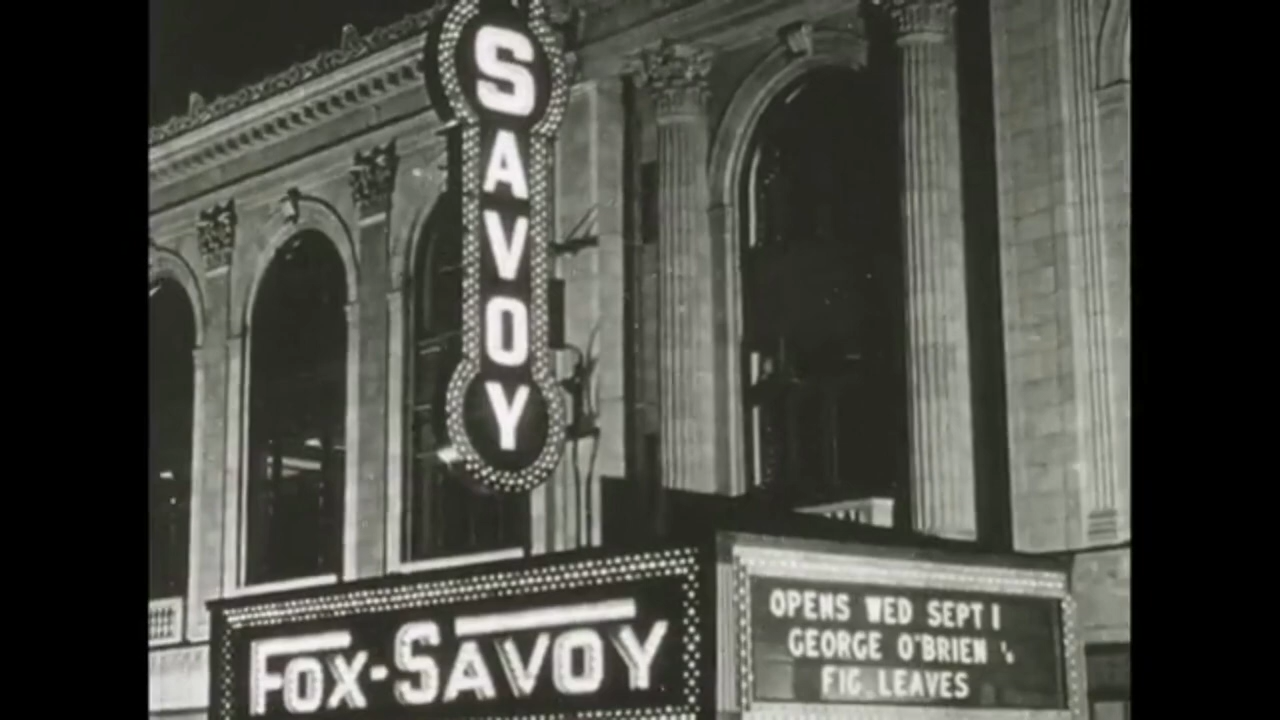 SAVOY
FOX-SAVOY
OPENS WED SEPT 1
GEORGE O'BRIEN
FIG LEAVES